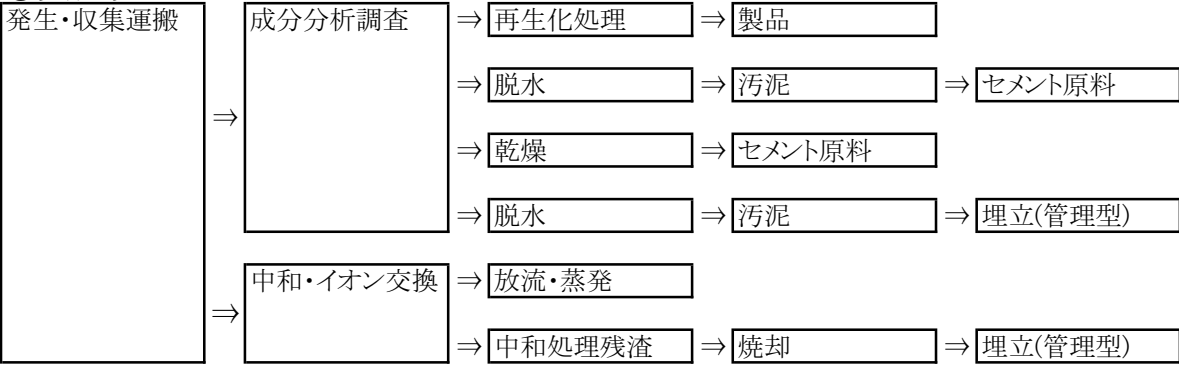 発生・収集運搬 成分分析調査 ⇒ 再生化処理 ⇒ 製品
⇒ 脱水 ⇒ 汚泥 ⇒ セメント原料
⇒
⇒ 乾燥 ⇒ セメント原料
⇒ 脱水 ⇒ 汚泥 ⇒ 埋立(管理型)
中和・イオン交換 ⇒ 放流・蒸発
⇒
⇒ 中和処理残渣 ⇒ 焼却 ⇒ 埋立(管理型)